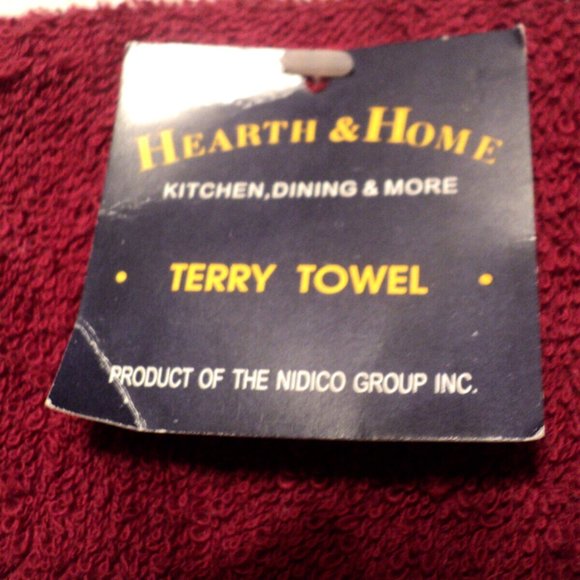 HEARTH & HOME
KITCHEN, DINING & MORE
• TERRY TOWEL •
PRODUCT OF THE NIDICO GROUP INC.